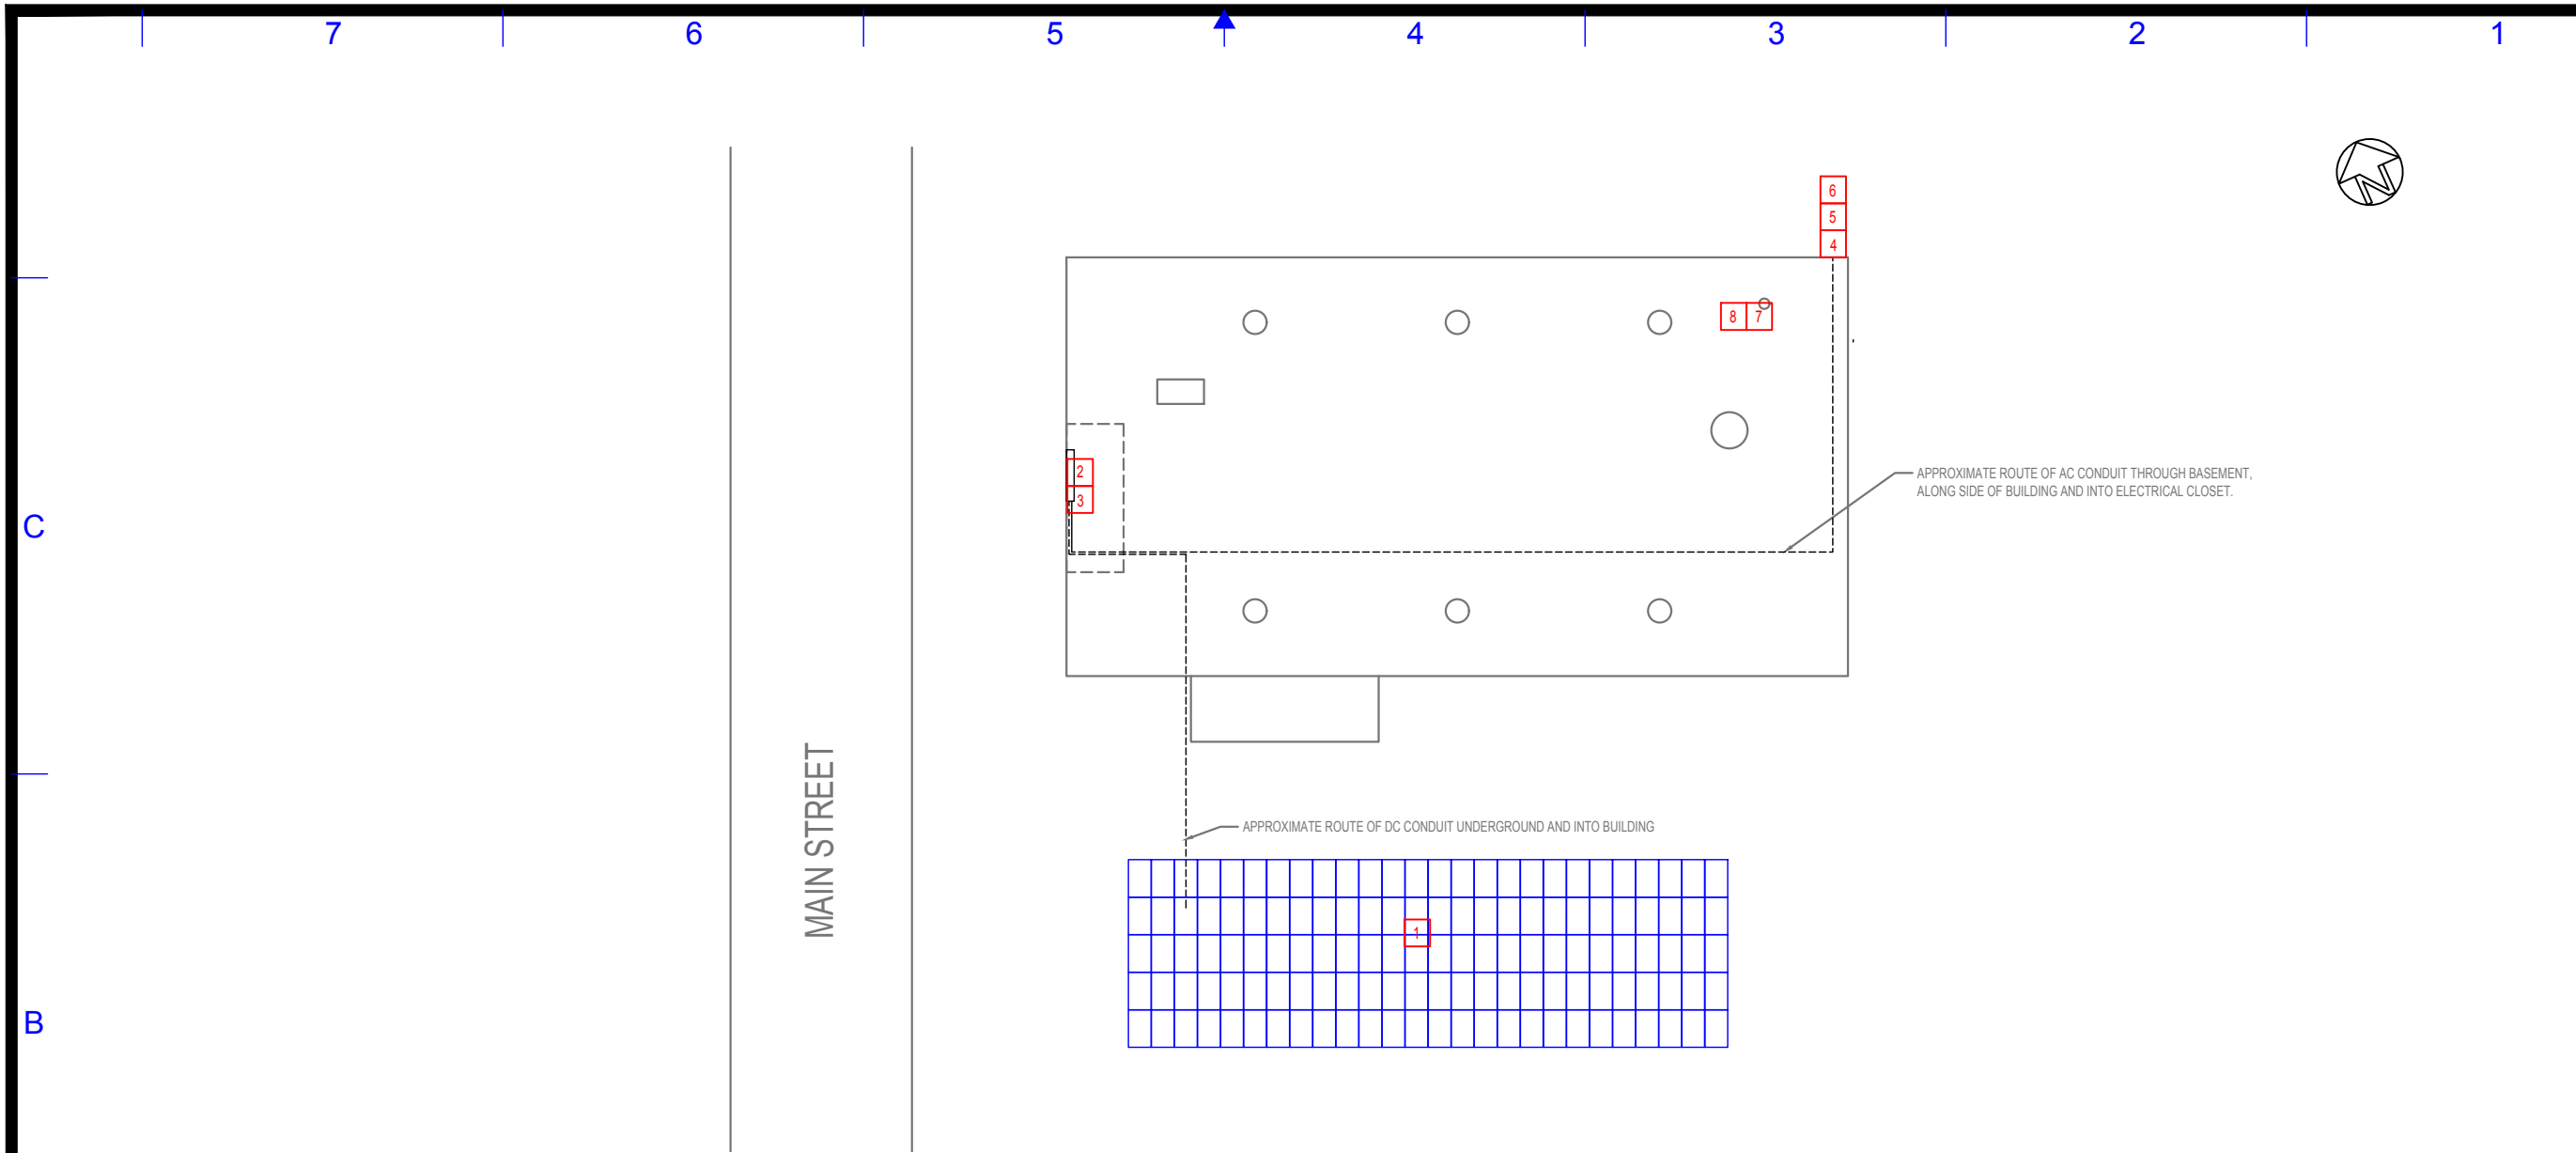 7 6 5 4 3 2 1
N
6
5
4
8 7
2
3
C
APPROXIMATE ROUTE OF AC CONDUIT THROUGH BASEMENT,
ALONG SIDE OF BUILDING AND INTO ELECTRICAL CLOSET.
MAIN STREET
APPROXIMATE ROUTE OF DC CONDUIT UNDERGROUND AND INTO BUILDING
1
B